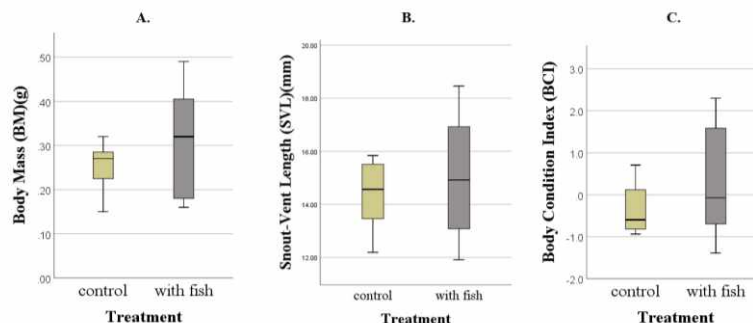 A.
Body Mass (BM)(g)
.50
.40
.30
.20
.10
.00
control with fish
Treatment
B.
Snout-Vent Length (SVL)(mm)
20.00
18.00
16.00
14.00
12.00
control with fish
Treatment
C.
Body Condition Index (BCI)
3.0
2.0
1.0
.0
-1.0
-2.0
control with fish
Treatment